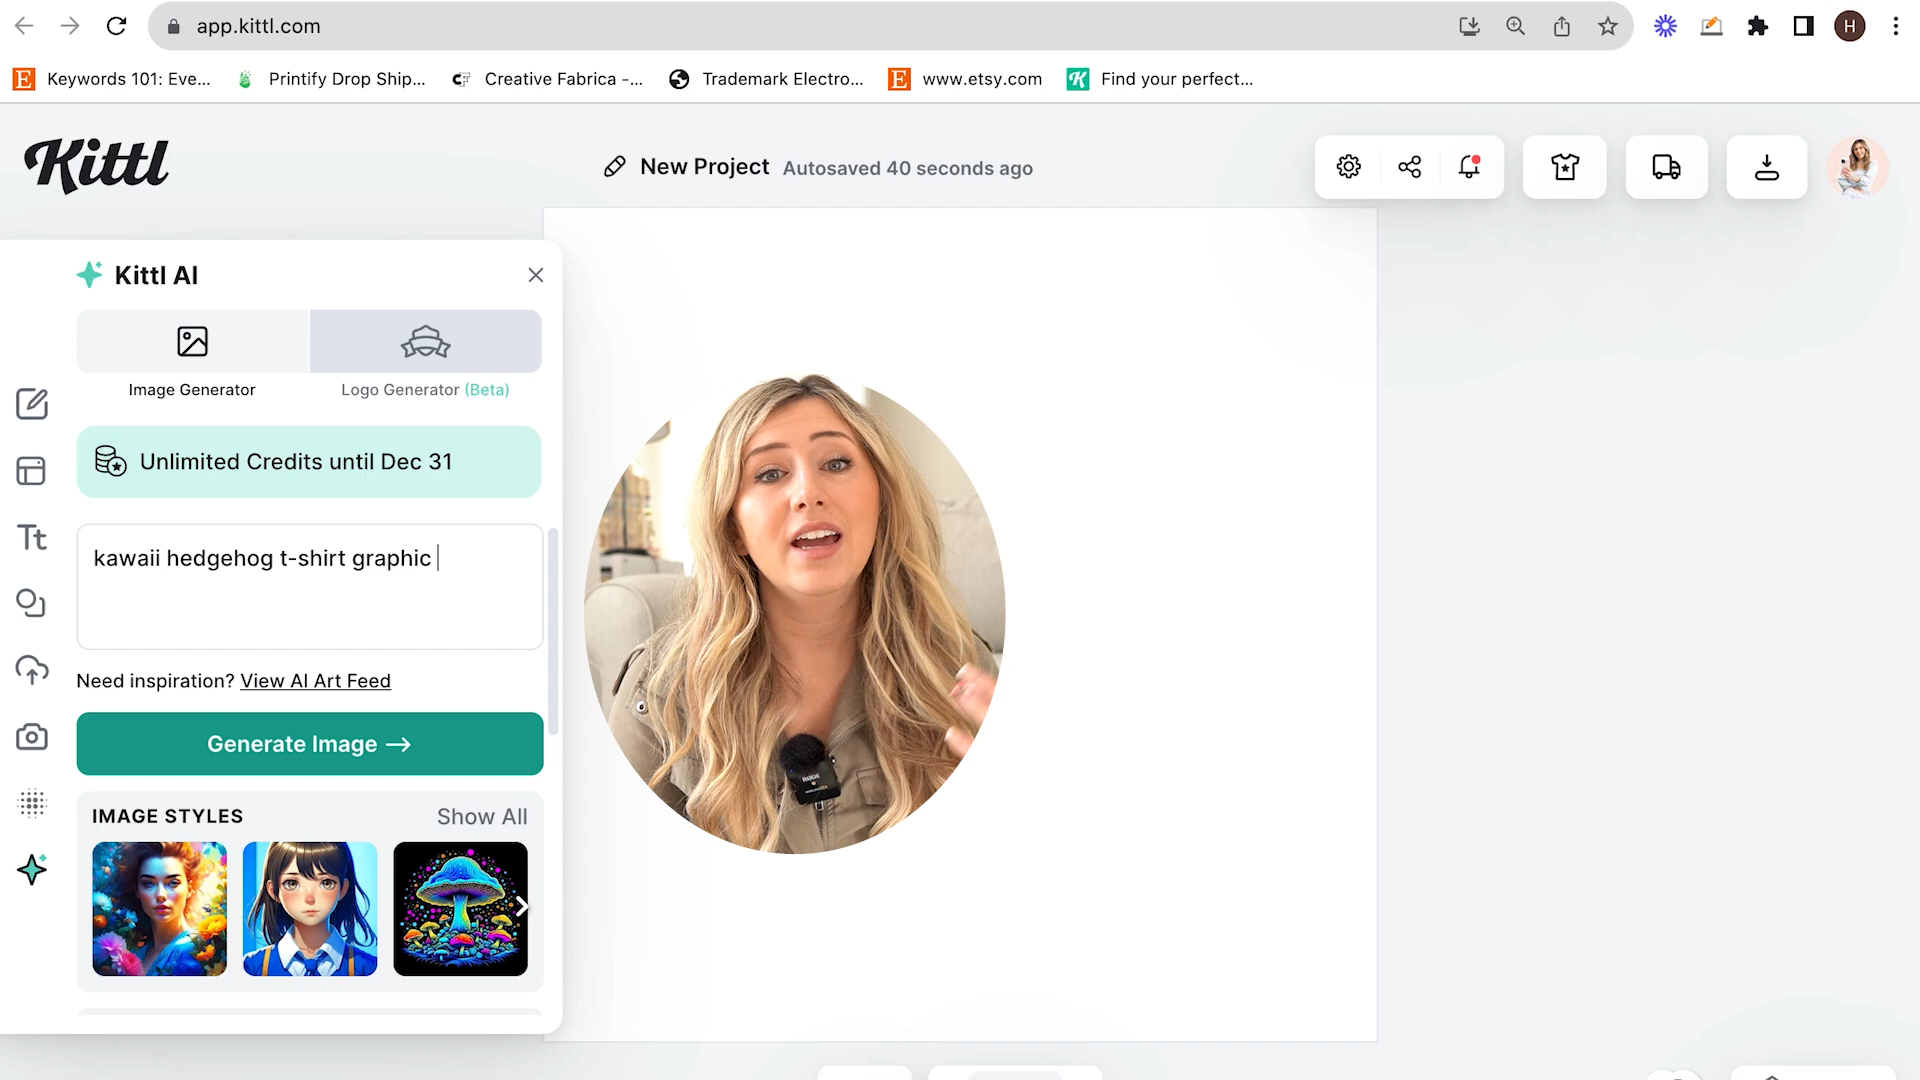 app.kittl.com
H
Keywords 101: Eve...
Printify Drop Ship...
Creative Fabrica -...
Trademark Electro...
www.etsy.com
Find your perfect...
Kittl
New Project
Autosaved 40 seconds ago
Kittl AI
Image Generator
Logo Generator (Beta)
Unlimited Credits until Dec 31
kawaii hedgehog t-shirt graphic
Tt
Need inspiration? View AI Art Feed
Generate Image →
IMAGE STYLES
Show All
RODE